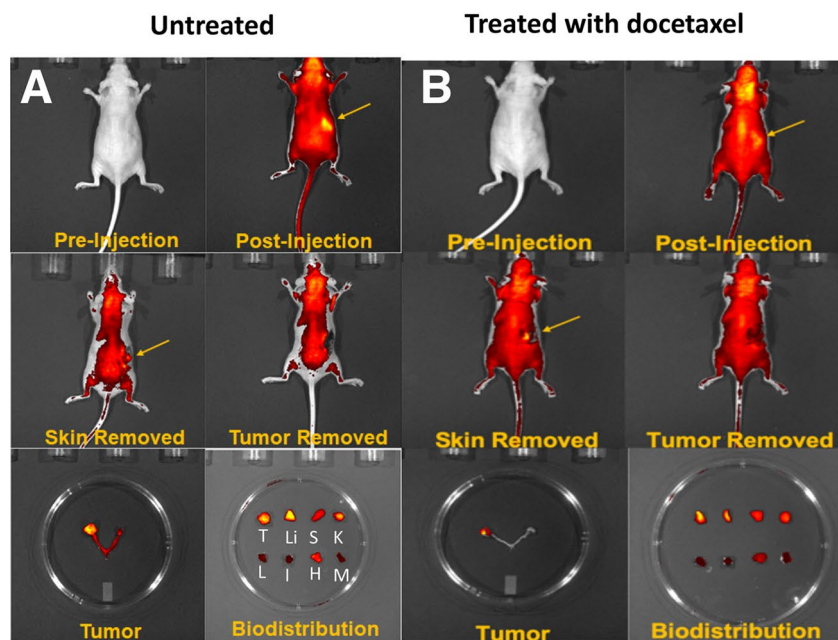 Untreated
Treated with docetaxel
A
B
Pre-Injection
Post-Injection
Pre-Injection
Post-Injection
Skin Removed
Tumor Removed
Skin Removed
Tumor Removed
T Li S K
L I H M
Tumor
Biodistribution
Tumor
Biodistribution